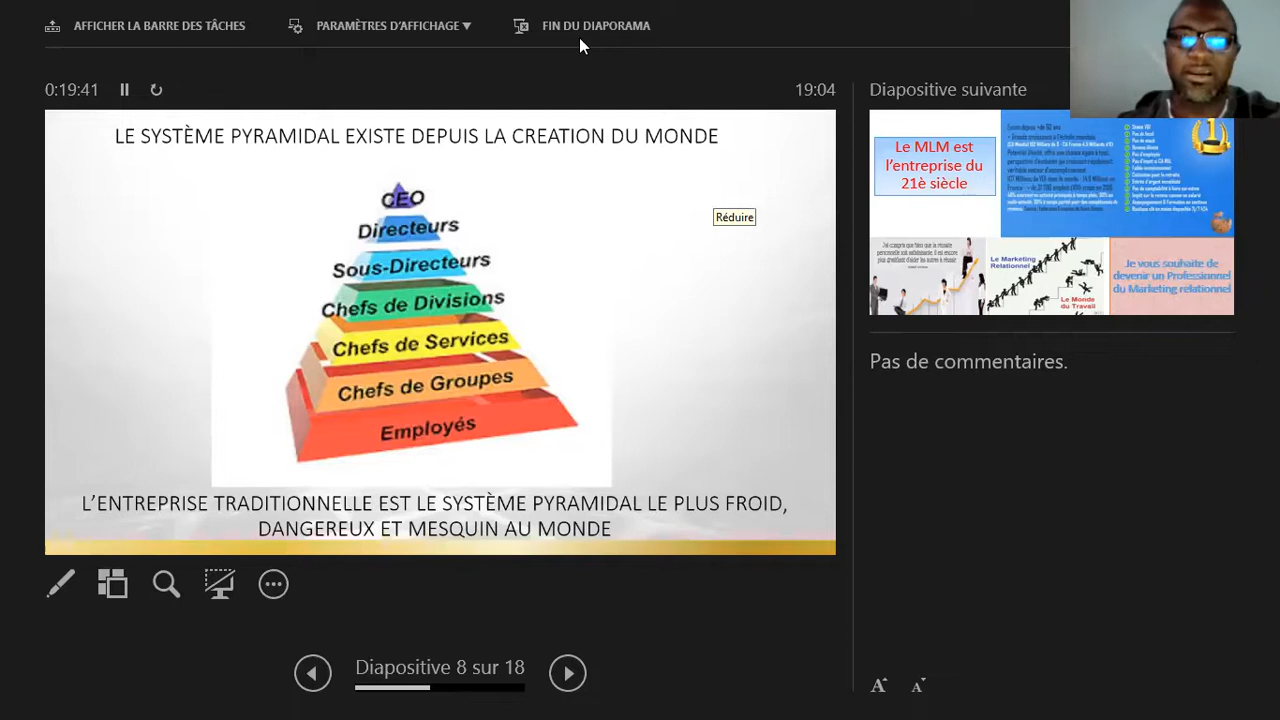 AFFICHER LA BARRE DES TÂCHES
PARAMÈTRES D'AFFICHAGE ▼
FIN DU DIAPORAMA
0:19:41
19:04
LE SYSTÈME PYRAMIDAL EXISTE DEPUIS LA CREATION DU MONDE
CEO
Directeurs
Sous-Directeurs
Chefs de Divisions
Chefs de Services
Chefs de Groupes
Employés
Réduire
L'ENTREPRISE TRADITIONNELLE EST LE SYSTÈME PYRAMIDAL LE PLUS FROID,
DANGEREUX ET MESQUIN AU MONDE
Diapositive 8 sur 18
Diapositive suivante
Le MLM est
l'entreprise du
21è siècle
1
Le Marketing
Relationnel
Le Monde
du Travail
Je vous souhaite de
devenir un Professionnel
du Marketing relationnel
Pas de commentaires.
A
A